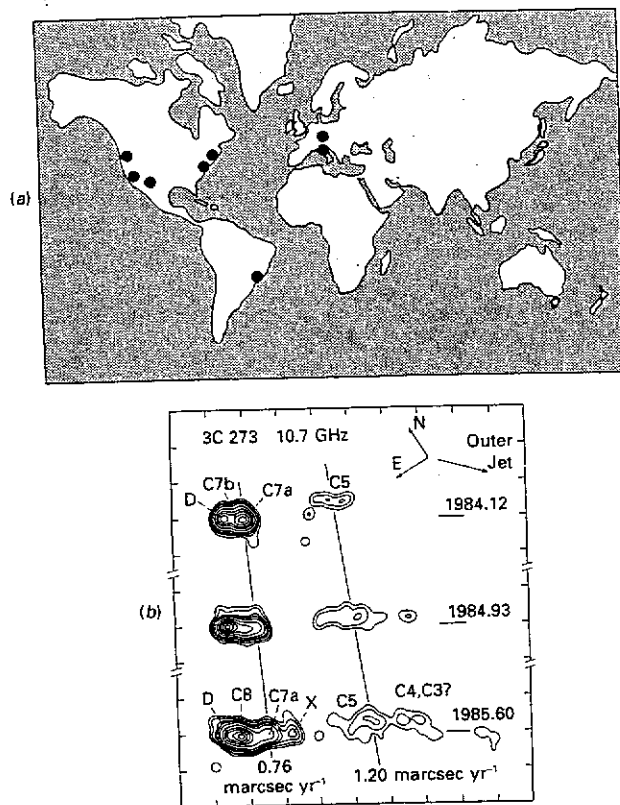 (a)
3C 273 10.7 GHz
N
E
Outer
Jet
D
C7b
C7a
C5
1984.12
(b)
1984.93
D
C8
C7a
X
C5
C4,C3?
1985.60
0.76
marcsec yr⁻¹
1.20 marcsec yr⁻¹